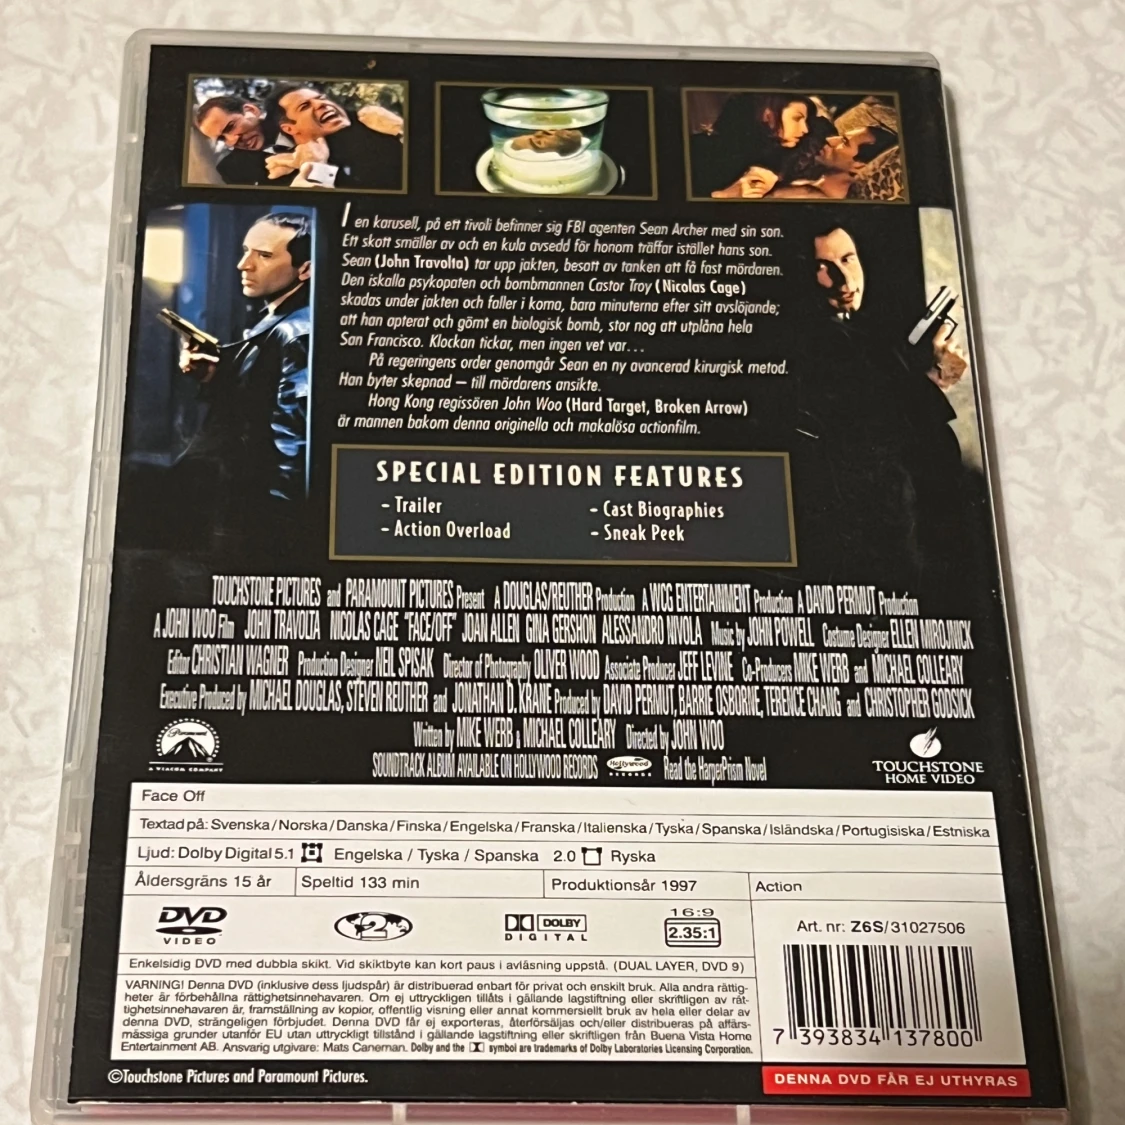 I en karusell, på ett tivoli befinner sig FBI agenten Sean Archer med sin son.
Ett skott smäller av och en kula avsedd för honom träffar istället hans son.
Sean (John Travolta) tar upp jakten, besatt av tanken att få fast mördaren.
Den iskalla psykopaten och bombmannen Castor Troy (Nicolas Cage)
skadas under jakten och faller i koma, bara minuterna efter sitt avslöjande;
att han apterat och gömt en biologisk bomb, stor nog att utplåna hela
San Francisco. Klockan tickar, men ingen vet var...
På regeringens order genomgår Sean en ny avancerad kirurgisk metod.
Han byter skepnad – till mördarens ansikte.
Hong Kong regissören John Woo (Hard Target, Broken Arrow)
är mannen bakom denna originella och makalösa actionfilm.
SPECIAL EDITION FEATURES
- Trailer - Cast Biographies
- Action Overload - Sneak Peek
TOUCHSTONE PICTURES and PARAMOUNT PICTURES Present A DOUGLAS/REUTHER Production A WCG ENTERTAINMENT Production A DAVID PERMUT Production
A JOHN WOO Film JOHN TRAVOLTA NICOLAS CAGE "FACE/OFF" JOAN ALLEN GINA GERSHON ALESSANDRO NIVOLA Music by JOHN POWELL Costume Designer ELLEN MIROJNICK
Editor CHRISTIAN WAGNER Production Designer NEIL SPISAK Director of Photography OLIVER WOOD Associate Producer JEFF LEVINE Co-Producers MIKE WERB and MICHAEL COLLEARY
Executive Produced by MICHAEL DOUGLAS, STEVEN REUTHER and JONATHAN D. KRANE Produced by DAVID PERMUT, BARRIE OSBORNE, TERENCE CHANG and CHRISTOPHER GODSICK
Written by MIKE WERB & MICHAEL COLLEARY Directed by JOHN WOO
SOUNDTRACK ALBUM AVAILABLE ON HOLLYWOOD RECORDS Hollywood RECORDS Read the HarperPrism Novel
Paramount
A VIACOM COMPANY
TOUCHSTONE
HOME VIDEO
Face Off
Textad på: Svenska/Norska/Danska/Finska/Engelska/Franska/Italienska/Tyska/Spanska/Isländska/Portugisiska/Estniska
Ljud: Dolby Digital 5.1 Engelska / Tyska / Spanska 2.0 Ryska
Åldersgräns 15 år Speltid 133 min Produktionsår 1997 Action
DVD VIDEO 2 DOLBY DIGITAL 16:9 2.35:1
Art. nr: Z6S/31027506
Enkelsidig DVD med dubbla skikt. Vid skiktbyte kan kort paus i avläsning uppstå. (DUAL LAYER, DVD 9)
VARNING! Denna DVD (inklusive dess ljudspår) är distribuerad enbart för privat och enskilt bruk. Alla andra rättig-
heter är förbehållna rättighetsinnehavaren. Om ej uttryckligen tillåts i gällande lagstiftning eller skriftligen av rät-
tighetsinnehavaren är, framställning av kopior, offentlig visning eller annat kommersiellt bruk av hela eller delar av
denna DVD, strängeligen förbjudet. Denna DVD får ej exporteras, återförsäljas och/eller distribueras på affärs-
mässiga grunder utanför EU utan uttryckligt tillstånd i gällande lagstiftning eller skriftligen från Buena Vista Home
Entertainment AB. Ansvarig utgivare: Mats Caneman. Dolby and the symbol are trademarks of Dolby Laboratories Licensing Corporation.
7 393834 137800
©Touchstone Pictures and Paramount Pictures.
DENNA DVD FÅR EJ UTHYRAS